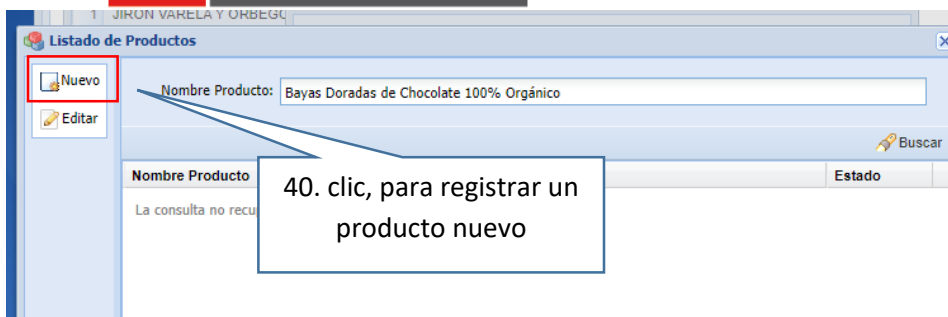 1 JIRON VARELA Y ORBEGO
Listado de Productos
Nuevo
Nombre Producto: Bayas Doradas de Chocolate 100% Orgánico
Editar
Buscar
Nombre Producto Estado
La consulta no
40. clic, para registrar un
producto nuevo